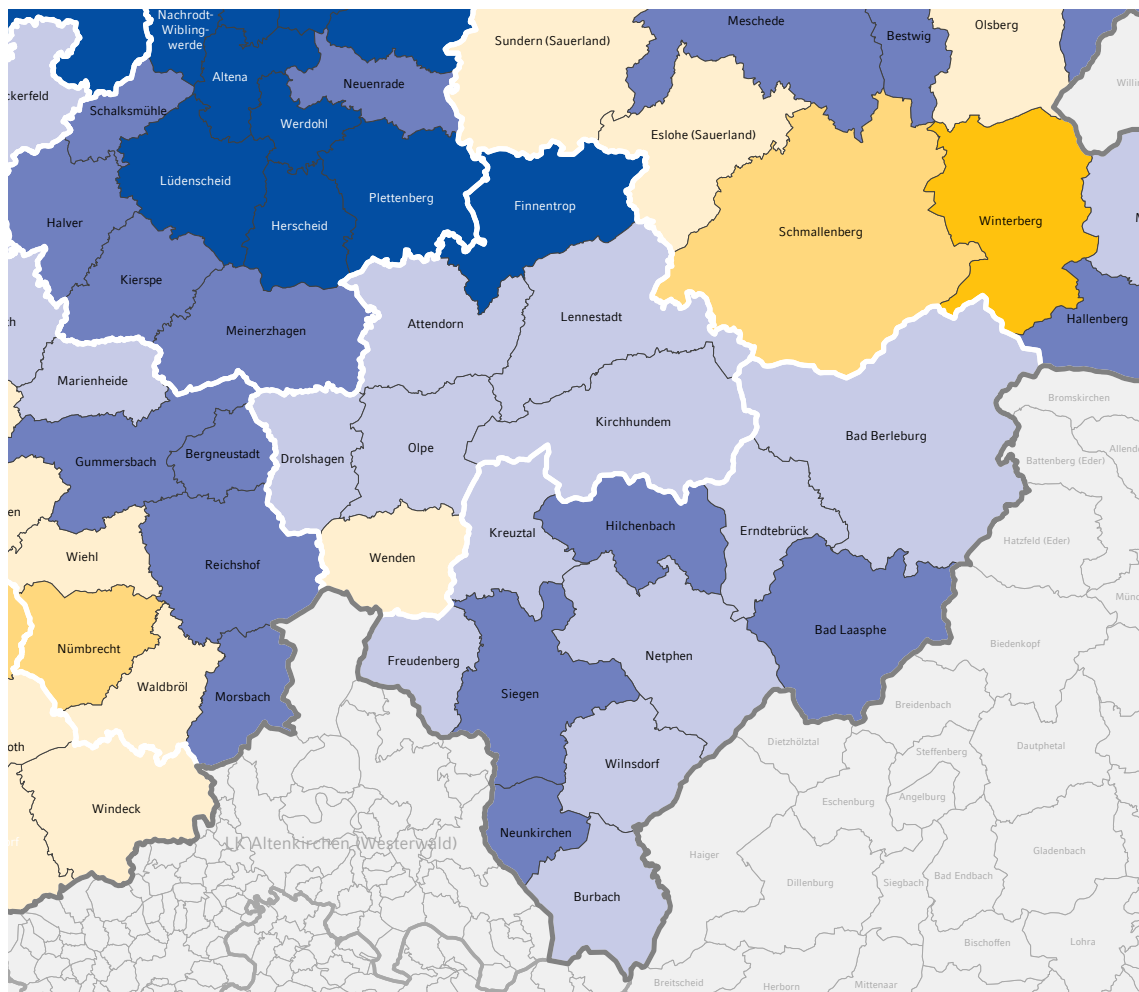 Nachrodt-
Wibling-
werde
Meschede
Bestwig
Olsberg
Sundern (Sauerland)
Altena
Neuenrade
ckerfeld
Schalksmühle
Werdohl
Eslohe (Sauerland)
Lüdenscheid
Plettenberg
Finnentrop
Halver
Herscheid
Schmallenberg
Winterberg
Kierspe
Hallenberg
Lennestadt
Attendorn
Meinerzhagen
Marienheide
Bromskirchen
Kirchhundem
Bad Berleburg
Olpe
Bergneustadt
Drolshagen
Gummersbach
Battenberg (Eder)
en
Hilchenbach
Erndtebrück
Kreuztal
Hatzfeld (Eder)
Wiehl
Wenden
Reichshof
Bad Laasphe
Biedenkopf
Nümbrecht
Netphen
Freudenberg
Waldbröl
Siegen
Morsbach
Breidenbach
oth
Dietzhölztal
Steffenberg
Dautphetal
Wilnsdorf
Angelburg
Eschenburg
Windeck
Neunkirchen
LK Altenkirchen (Westerwald)
Haiger
Gladenbach
Dillenburg
Siegbach
Bad Endbach
Burbach
Bischoffen
Lohra
Breitscheid
Herborn
Mittenaar